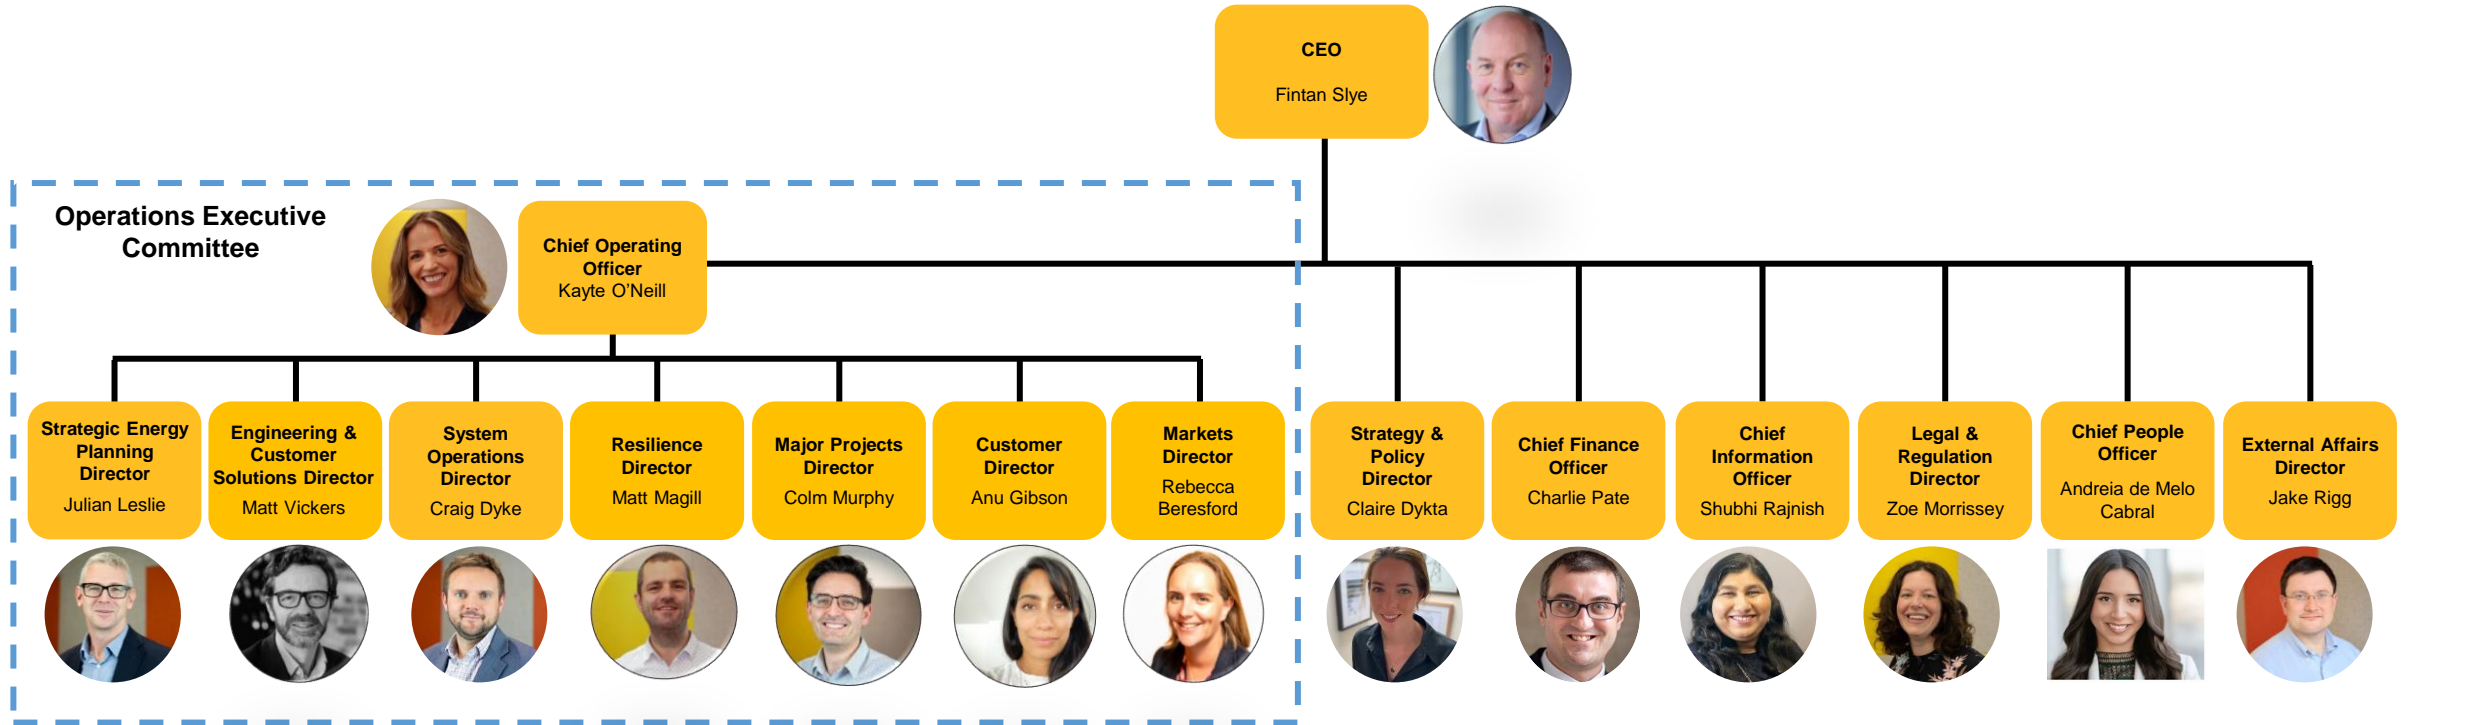 CEO
Fintan Slye
Operations Executive
Committee
Chief Operating
Officer
Kayte O'Neill
Strategic Energy
Planning
Director
Julian Leslie
Engineering &
Customer
Solutions Director
Matt Vickers
System
Operations
Director
Craig Dyke
Resilience
Director
Matt Magill
Major Projects
Director
Colm Murphy
Customer
Director
Anu Gibson
Markets
Director
Rebecca
Beresford
Strategy &
Policy
Director
Claire Dykta
Chief Finance
Officer
Charlie Pate
Chief
Information
Officer
Shubhi Rajnish
Legal &
Regulation
Director
Zoe Morrissey
Chief People
Officer
Andreia de Melo
Cabral
External Affairs
Director
Jake Rigg